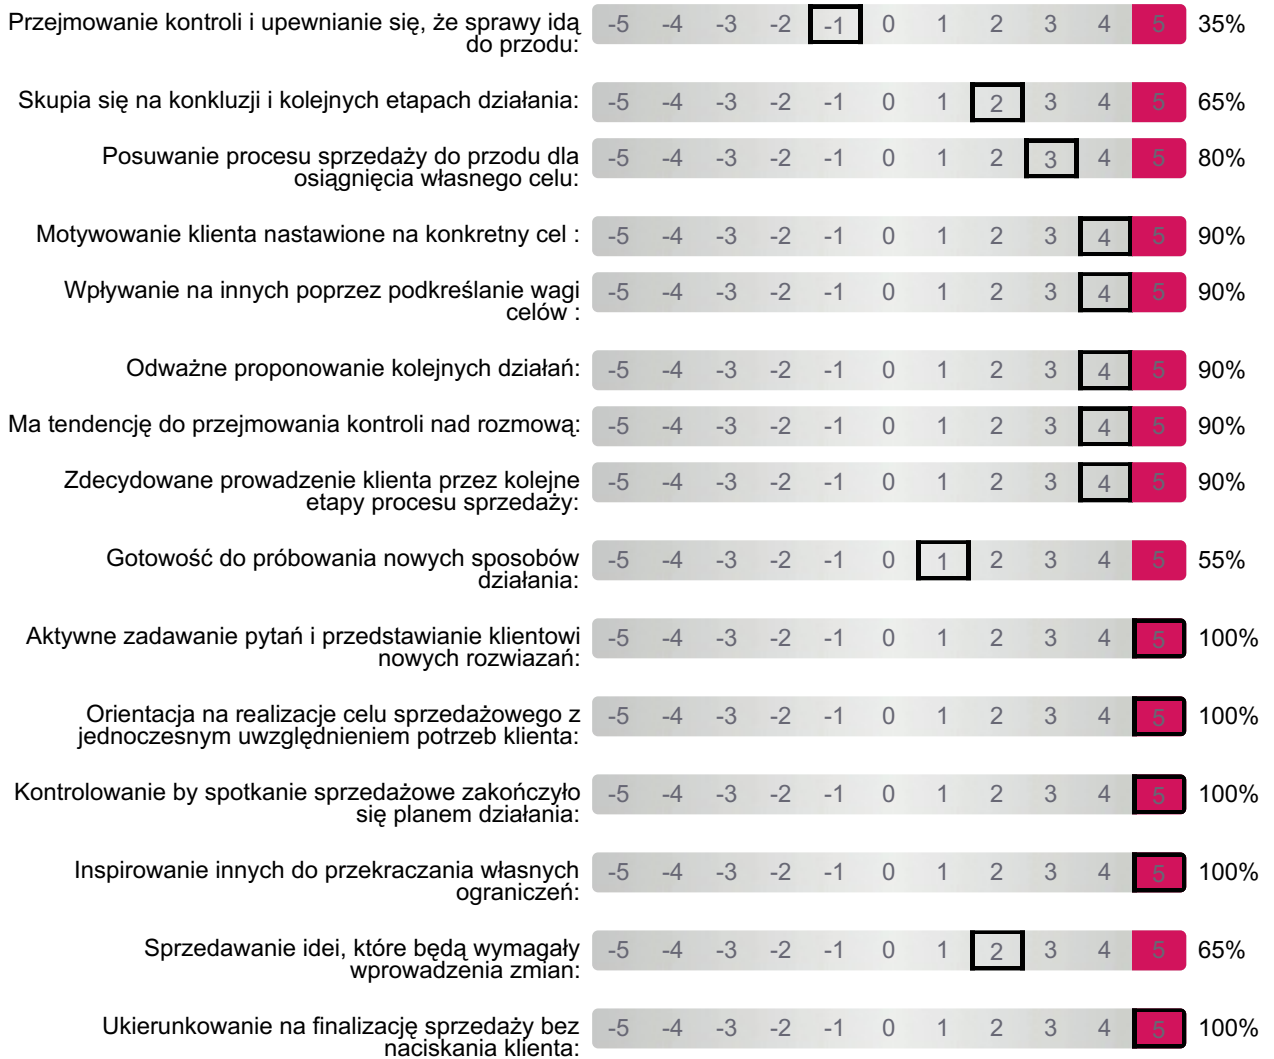 Przejmowanie kontroli i upewnianie się, że sprawy idą
do przodu:
-5 -4 -3 -2 -1 0 1 2 3 4 5 35%
Skupia się na konkluzji i kolejnych etapach działania:
-5 -4 -3 -2 -1 0 1 2 3 4 5 65%
Posuwanie procesu sprzedaży do przodu dla
osiągnięcia własnego celu:
-5 -4 -3 -2 -1 0 1 2 3 4 5 80%
Motywowanie klienta nastawione na konkretny cel :
-5 -4 -3 -2 -1 0 1 2 3 4 5 90%
Wpływanie na innych poprzez podkreślanie wagi
celów :
-5 -4 -3 -2 -1 0 1 2 3 4 5 90%
Odważne proponowanie kolejnych działań:
-5 -4 -3 -2 -1 0 1 2 3 4 5 90%
Ma tendencję do przejmowania kontroli nad rozmową:
-5 -4 -3 -2 -1 0 1 2 3 4 5 90%
Zdecydowane prowadzenie klienta przez kolejne
etapy procesu sprzedaży:
-5 -4 -3 -2 -1 0 1 2 3 4 5 90%
Gotowość do próbowania nowych sposobów
działania:
-5 -4 -3 -2 -1 0 1 2 3 4 5 55%
Aktywne zadawanie pytań i przedstawianie klientowi
nowych rozwiazań:
-5 -4 -3 -2 -1 0 1 2 3 4 5 100%
Orientacja na realizacje celu sprzedażowego z
jednoczesnym uwzględnieniem potrzeb klienta:
-5 -4 -3 -2 -1 0 1 2 3 4 5 100%
Kontrolowanie by spotkanie sprzedażowe zakończyło
się planem działania:
-5 -4 -3 -2 -1 0 1 2 3 4 5 100%
Inspirowanie innych do przekraczania własnych
ograniczeń:
-5 -4 -3 -2 -1 0 1 2 3 4 5 100%
Sprzedawanie idei, które będą wymagały
wprowadzenia zmian:
-5 -4 -3 -2 -1 0 1 2 3 4 5 65%
Ukierunkowanie na finalizację sprzedaży bez
naciskania klienta:
-5 -4 -3 -2 -1 0 1 2 3 4 5 100%